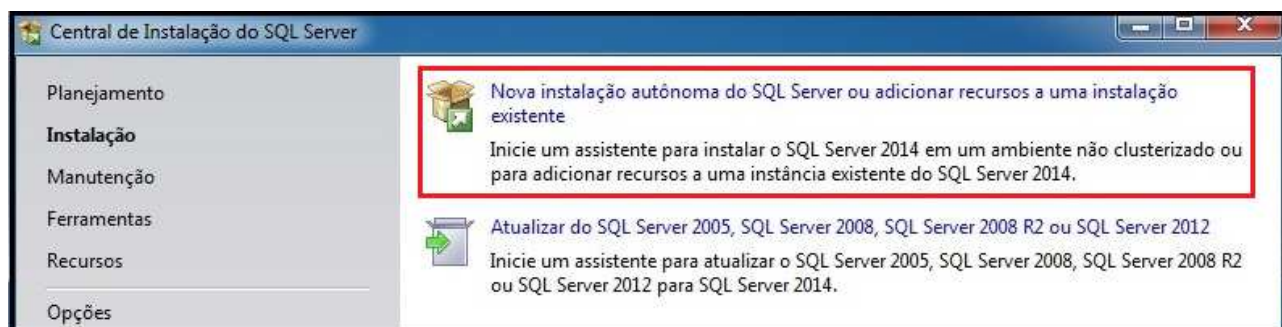 Central de Instalação do SQL Server
Planejamento
Instalação
Manutenção
Ferramentas
Recursos
Opções
Nova instalação autônoma do SQL Server ou adicionar recursos a uma instalação
existente
Inicie um assistente para instalar o SQL Server 2014 em um ambiente não clusterizado ou
para adicionar recursos a uma instância existente do SQL Server 2014.
Atualizar do SQL Server 2005, SQL Server 2008, SQL Server 2008 R2 ou SQL Server 2012
Inicie um assistente para atualizar o SQL Server 2005, SQL Server 2008, SQL Server 2008 R2
ou SQL Server 2012 para SQL Server 2014.